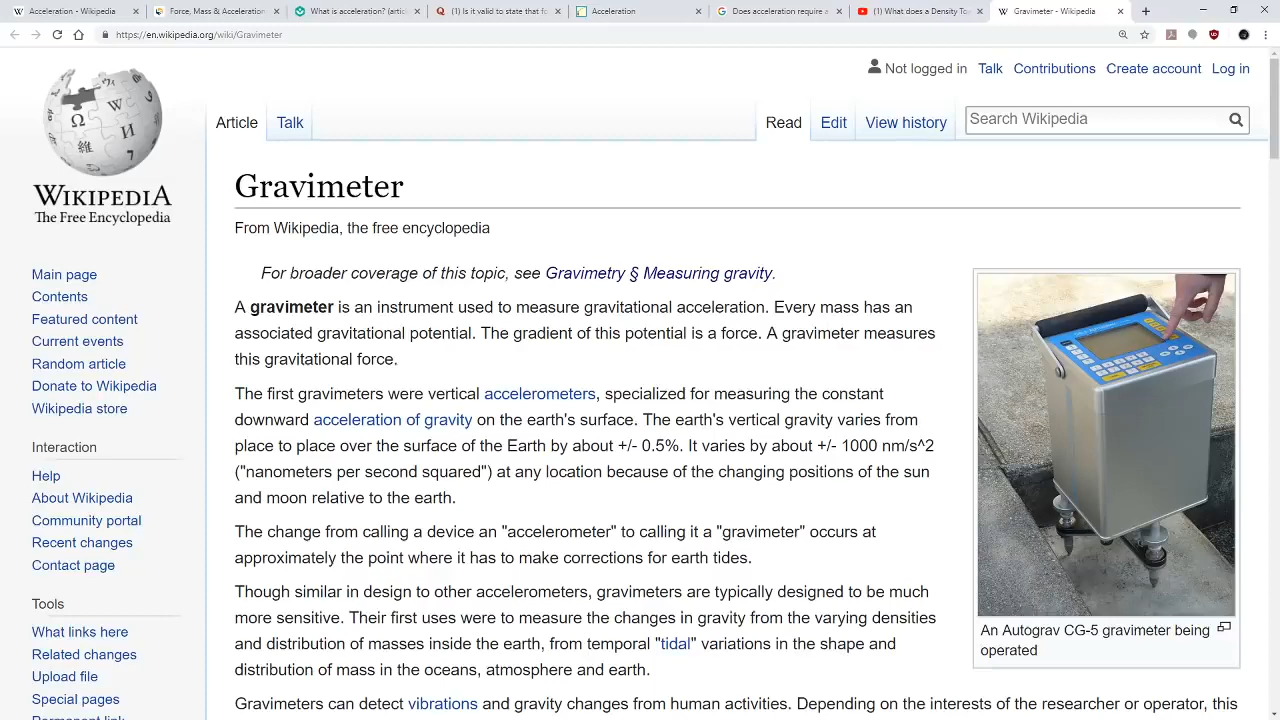 Acceleration - Wikipedia
Force, Mass & Acceleration
What is acceleration? (artic
(1) Is it valid to state that fo
Acceleration
Does acceleration require a
(1) What does a Density To
Gravimeter - Wikipedia
https://en.wikipedia.org/wiki/Gravimeter
Not logged in Talk Contributions Create account Log in
Article Talk Read Edit View history Search Wikipedia
WIKIPEDIA
The Free Encyclopedia
Main page
Contents
Featured content
Current events
Random article
Donate to Wikipedia
Wikipedia store
Interaction
Help
About Wikipedia
Community portal
Recent changes
Contact page
Tools
What links here
Related changes
Upload file
Special pages
Permanent link
Gravimeter
From Wikipedia, the free encyclopedia
For broader coverage of this topic, see Gravimetry § Measuring gravity.
A gravimeter is an instrument used to measure gravitational acceleration. Every mass has an
associated gravitational potential. The gradient of this potential is a force. A gravimeter measures
this gravitational force.
The first gravimeters were vertical accelerometers, specialized for measuring the constant
downward acceleration of gravity on the earth's surface. The earth's vertical gravity varies from
place to place over the surface of the Earth by about +/- 0.5%. It varies by about +/- 1000 nm/s^2
("nanometers per second squared") at any location because of the changing positions of the sun
and moon relative to the earth.
The change from calling a device an "accelerometer" to calling it a "gravimeter" occurs at
approximately the point where it has to make corrections for earth tides.
Though similar in design to other accelerometers, gravimeters are typically designed to be much
more sensitive. Their first uses were to measure the changes in gravity from the varying densities
and distribution of masses inside the earth, from temporal "tidal" variations in the shape and
distribution of mass in the oceans, atmosphere and earth.
Gravimeters can detect vibrations and gravity changes from human activities. Depending on the interests of the researcher or operator, this
An Autograv CG-5 gravimeter being
operated